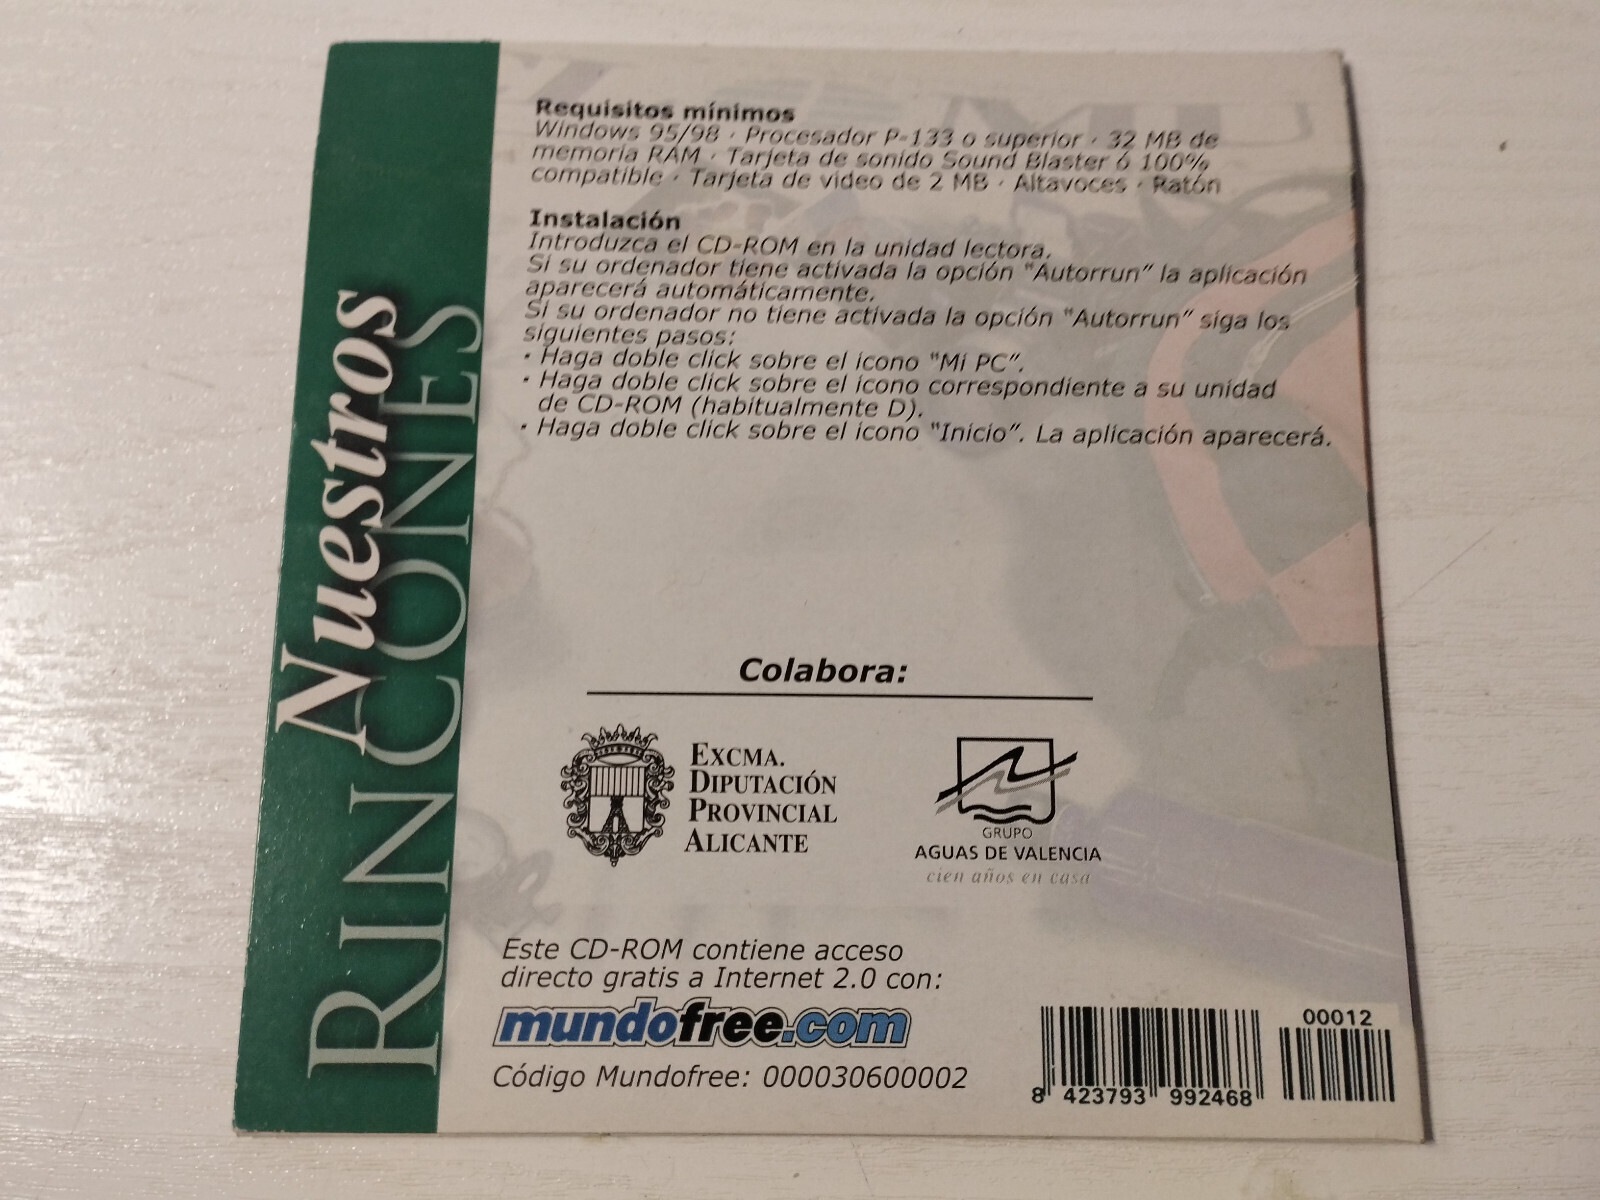 Nuestros
RINCONES
Requisitos mínimos
Windows 95/98 · Procesador P-133 o superior · 32 MB de
memoria RAM · Tarjeta de sonido Sound Blaster ó 100%
compatible · Tarjeta de video de 2 MB · Altavoces · Ratón
Instalación
Introduzca el CD-ROM en la unidad lectora.
Si su ordenador tiene activada la opción "Autorrun" la aplicación
aparecerá automáticamente.
Si su ordenador no tiene activada la opción "Autorrun" siga los
siguientes pasos:
· Haga doble click sobre el icono "Mi PC".
· Haga doble click sobre el icono correspondiente a su unidad
de CD-ROM (habitualmente D).
· Haga doble click sobre el icono "Inicio". La aplicación aparecerá.
Colabora:
EXCMA.
DIPUTACIÓN
PROVINCIAL
ALICANTE
GRUPO
AGUAS DE VALENCIA
cien años en casa
Este CD-ROM contiene acceso
directo gratis a Internet 2.0 con:
mundofree.com
Código Mundofree: 000030600002
00012
8 423793 992468